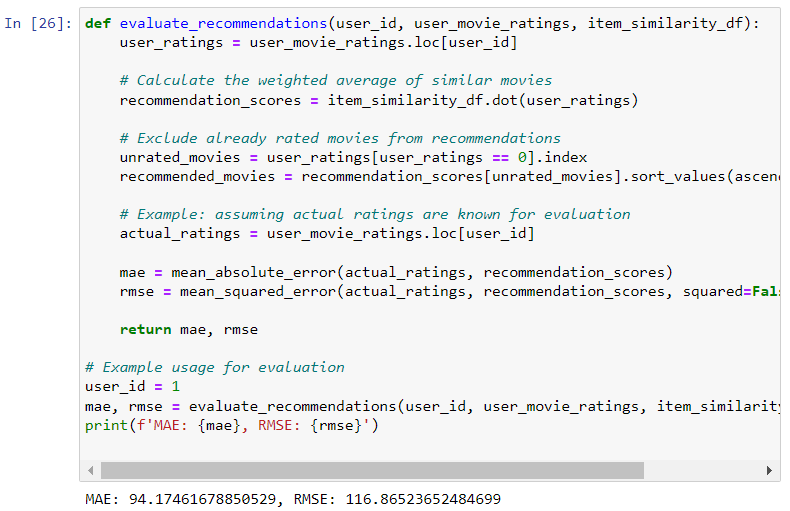 In [26]: def evaluate_recommendations(user_id, user_movie_ratings, item_similarity_df):
    user_ratings = user_movie_ratings.loc[user_id]

    # Calculate the weighted average of similar movies
    recommendation_scores = item_similarity_df.dot(user_ratings)

    # Exclude already rated movies from recommendations
    unrated_movies = user_ratings[user_ratings == 0].index
    recommended_movies = recommendation_scores[unrated_movies].sort_values(ascen

    # Example: assuming actual ratings are known for evaluation
    actual_ratings = user_movie_ratings.loc[user_id]

    mae = mean_absolute_error(actual_ratings, recommendation_scores)
    rmse = mean_squared_error(actual_ratings, recommendation_scores, squared=Fal

    return mae, rmse

# Example usage for evaluation
user_id = 1
mae, rmse = evaluate_recommendations(user_id, user_movie_ratings, item_similarity
print(f'MAE: {mae}, RMSE: {rmse}')
MAE: 94.17461678850529, RMSE: 116.86523652484699